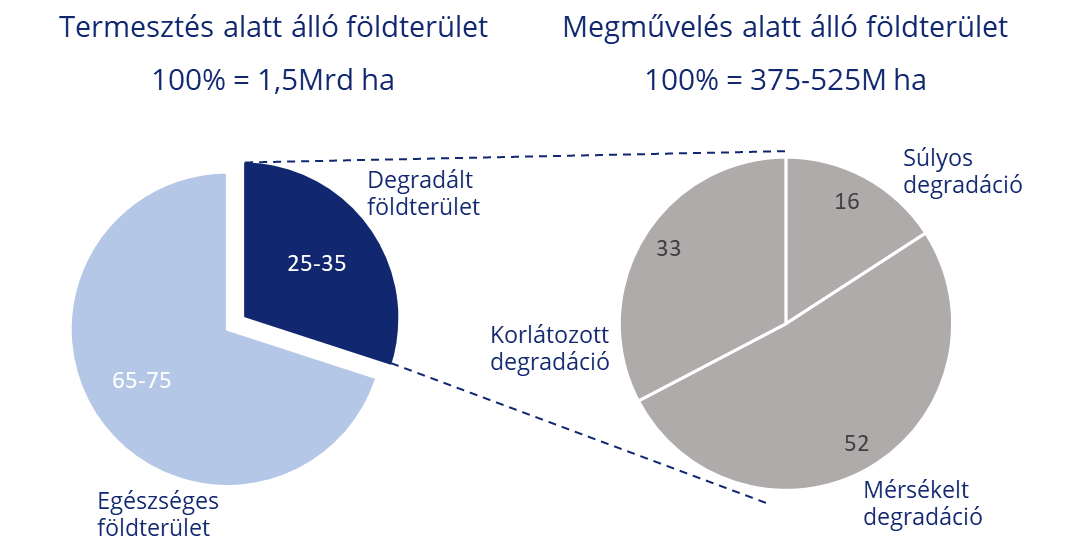 Termesztés alatt álló földterület
100% = 1,5Mrd ha
Megművelés alatt álló földterület
100% = 375-525M ha
Degradált
földterület
25-35
65-75
Egészséges
földterület
Súlyos
degradáció
16
33
Korlátozott
degradáció
52
Mérsékelt
degradáció